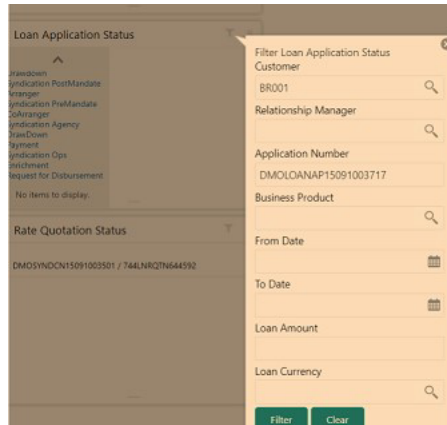 Loan Application Status
Drawdown
Syndication PostMandate
Arranger
Syndication PreMandate
CoArranger
Syndication Agency
DrawDown
Payment
Syndication Ops
Enrichment
Request for Disbursement
No items to display.
Rate Quotation Status
DMOSYNDCN15091003501 / 744LNRQTN644592
Filter Loan Application Status
Customer
BR001
Relationship Manager
Application Number
DMOLOANAP15091003717
Business Product
From Date
To Date
Loan Amount
Loan Currency
Filter Clear